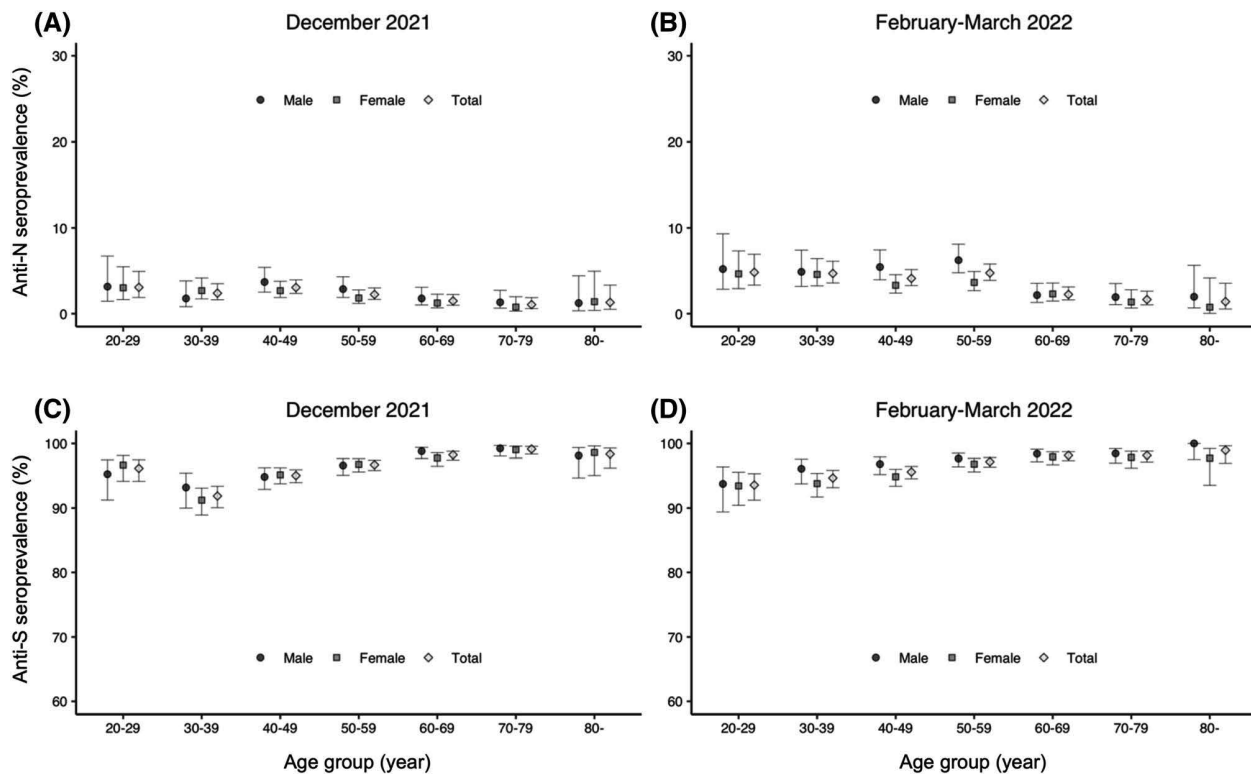 (A) December 2021
Anti-N seroprevalence (%)
30
20
10
0
Male Female Total
20-29 30-39 40-49 50-59 60-69 70-79 80-
(B) February-March 2022
30
20
10
0
Male Female Total
20-29 30-39 40-49 50-59 60-69 70-79 80-
(C) December 2021
Anti-S seroprevalence (%)
100
90
80
70
60
Male Female Total
20-29 30-39 40-49 50-59 60-69 70-79 80-
Age group (year)
(D) February-March 2022
100
90
80
70
60
Male Female Total
20-29 30-39 40-49 50-59 60-69 70-79 80-
Age group (year)